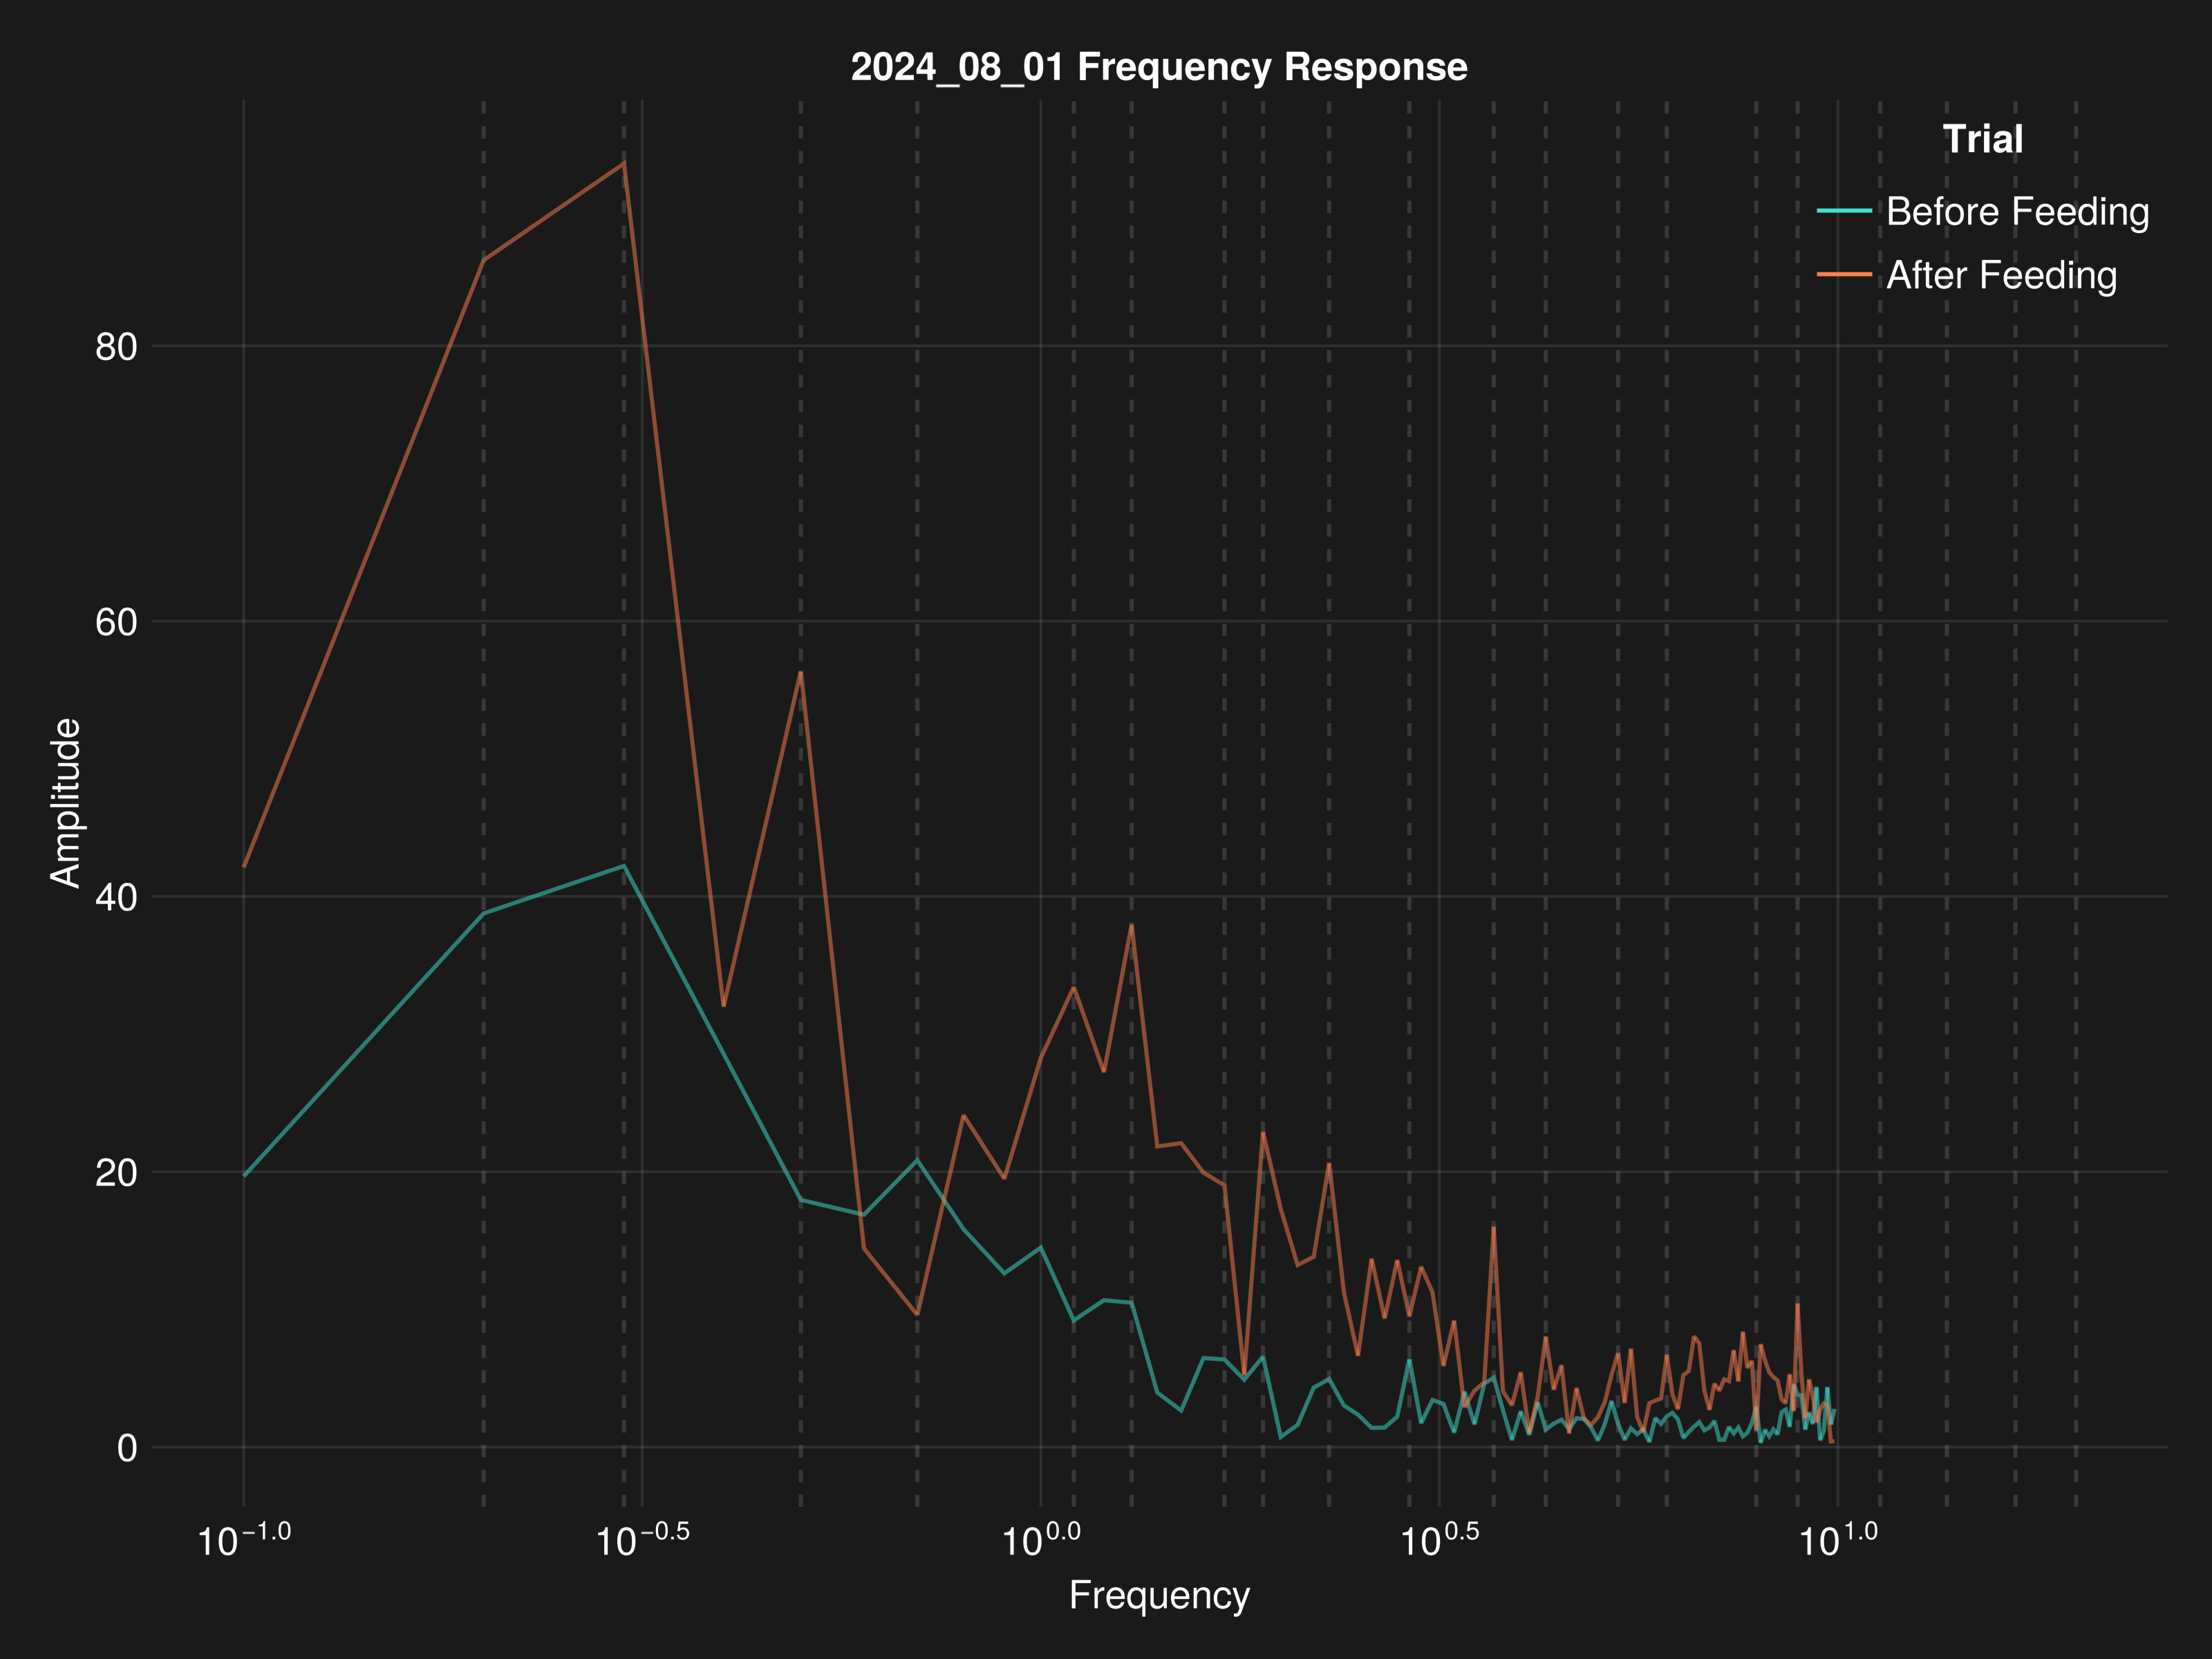 2024_08_01 Frequency Response
Trial
Before Feeding
After Feeding
80
60
40
20
0
Amplitude
10^−1.0 10^−0.5 10^0.0 10^0.5 10^1.0
Frequency